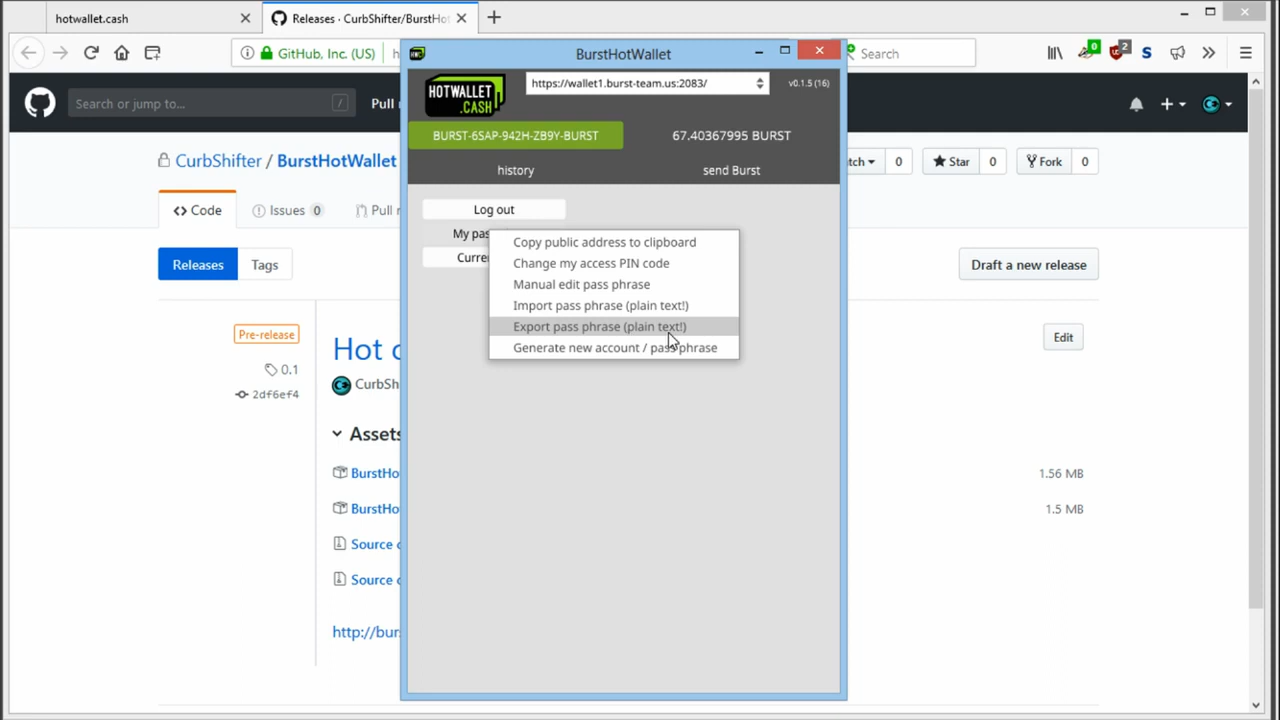 hotwallet.cash
Releases · CurbShifter/BurstHot
GitHub, Inc. (US)
Search
0
2
S
Search or jump to...
/
Pull
CurbShifter / BurstHotWallet
tch
0
Star
0
Fork
0
Code
Issues 0
Pull
Releases
Tags
Draft a new release
Pre-release
Hot
Edit
0.1
CurbSh
2df6ef4
Assets
BurstHo
1.56 MB
BurstHo
1.5 MB
Source
Source
http://bur
BurstHotWallet
HOTWALLET
.CASH
https://wallet1.burst-team.us:2083/
v0.1.5 (16)
BURST-6SAP-942H-ZB9Y-BURST
67.40367995 BURST
history
send Burst
Log out
My pas
Curre
Copy public address to clipboard
Change my access PIN code
Manual edit pass phrase
Import pass phrase (plain text!)
Export pass phrase (plain text!)
Generate new account / pass phrase